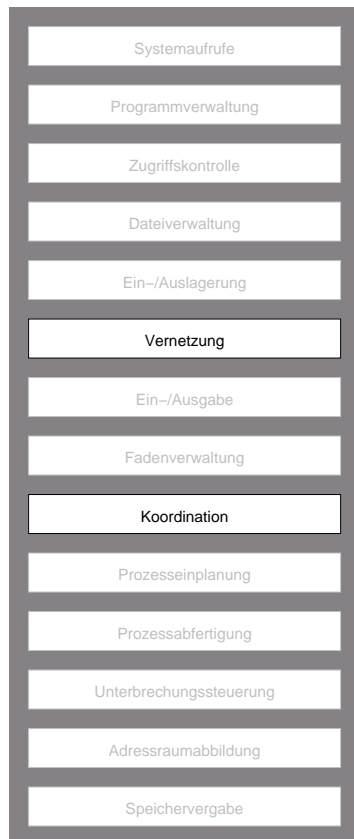 Systemaufrufe
Programmverwaltung
Zugriffskontrolle
Dateiverwaltung
Ein–/Auslagerung
Vernetzung
Ein–/Ausgabe
Fadenverwaltung
Koordination
Prozesseinplanung
Prozessabfertigung
Unterbrechungssteuerung
Adressraumabbildung
Speichervergabe